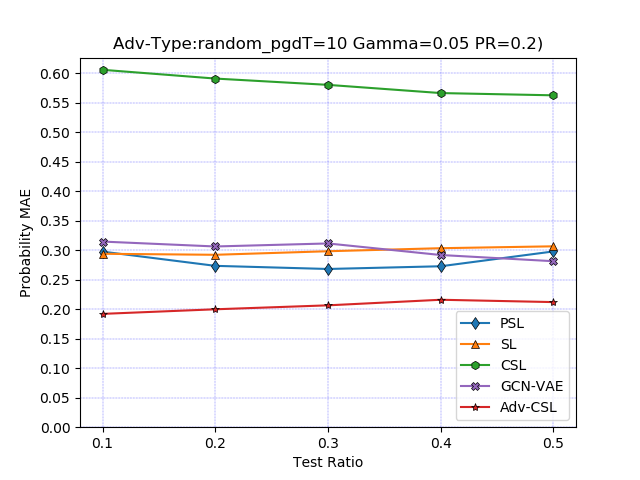 Adv-Type:random_pgdT=10 Gamma=0.05 PR=0.2)
0.60
0.55
0.50
0.45
0.40
0.35
0.30
0.25
0.20
0.15
0.10
0.05
0.00
Probability MAE
0.1 0.2 0.3 0.4 0.5
Test Ratio
PSL
SL
CSL
GCN-VAE
Adv-CSL